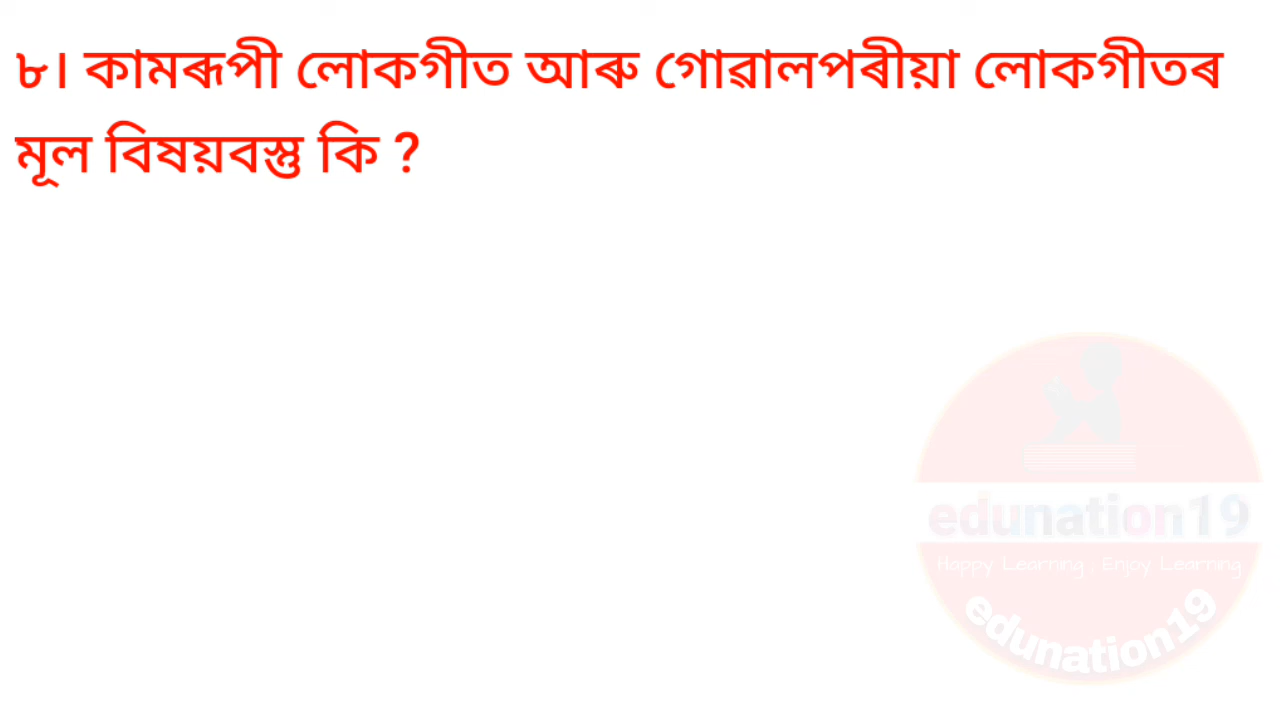 ৮। কামৰূপী লোকগীত আৰু গোৱালপৰীয়া লোকগীতৰ
মূল বিষয়বস্তু কি ?
edunation19
Happy Learning . Enjoy Learning.
edunation19